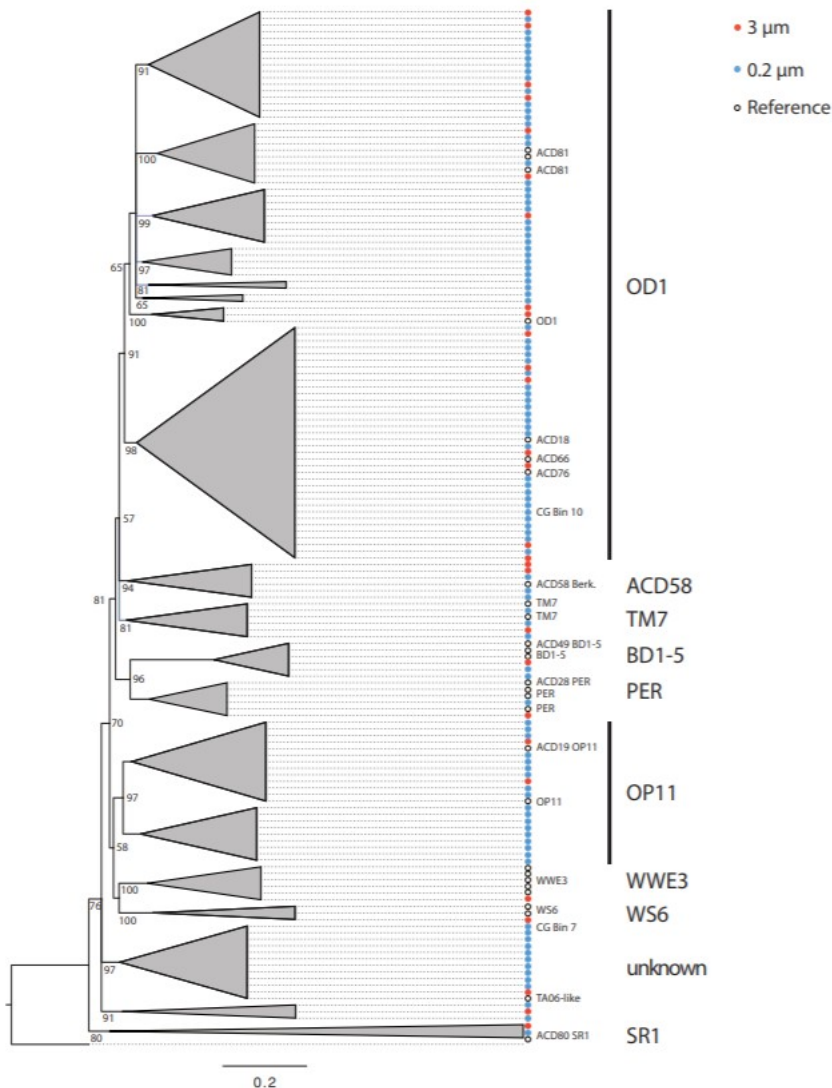 3 µm
0.2 µm
Reference
91
100
ACD81
ACD81
99
97
65
81
65
100
OD1
OD1
91
98
ACD18
ACD66
ACD76
CG Bin 10
57
94
ACD58 Berk.
ACD58
81
81
TM7
TM7
TM7
ACD49 BD1-5
BD1-5
BD1-5
96
ACD28 PER
PER
PER
PER
70
ACD19 OP11
97
OP11
OP11
58
100
WWE3
WWE3
76
100
WS6
WS6
CG Bin 7
97
unknown
TA06-like
91
80
ACD80 SR1
SR1
0.2